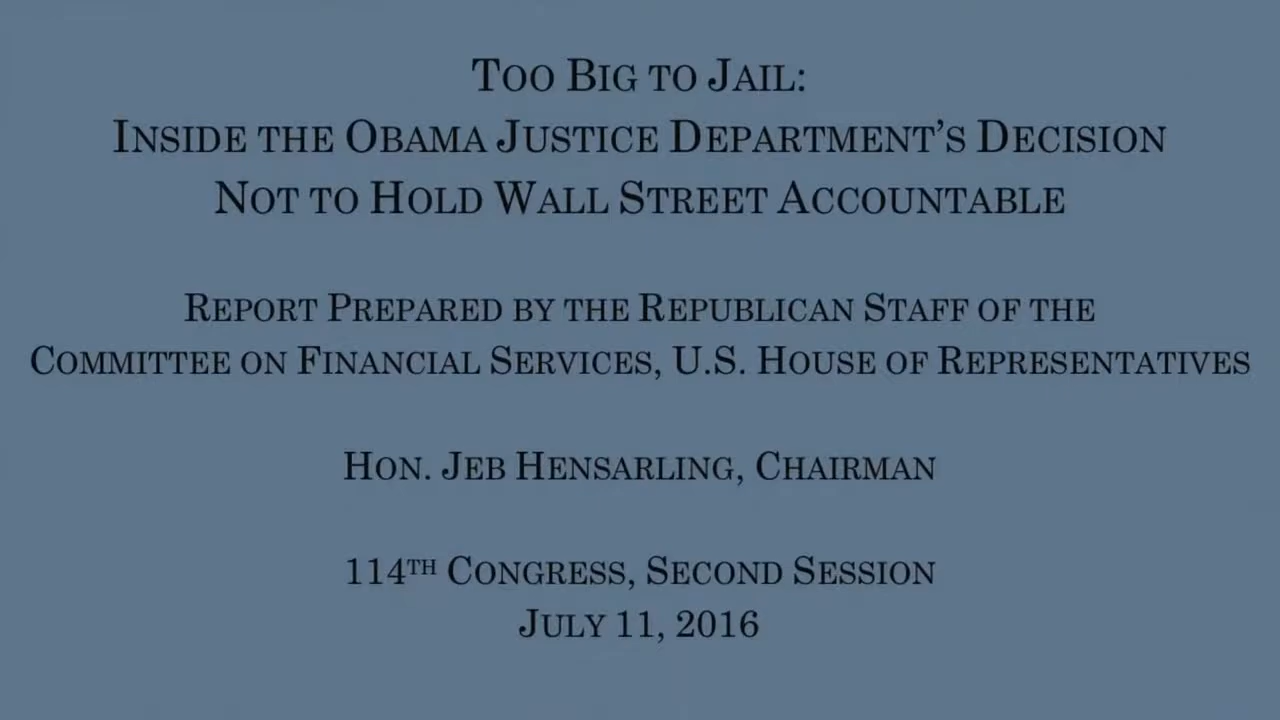 Too Big to Jail:
Inside the Obama Justice Department’s Decision
Not to Hold Wall Street Accountable
Report Prepared by the Republican Staff of the
Committee on Financial Services, U.S. House of Representatives
Hon. Jeb Hensarling, Chairman
114th Congress, Second Session
July 11, 2016